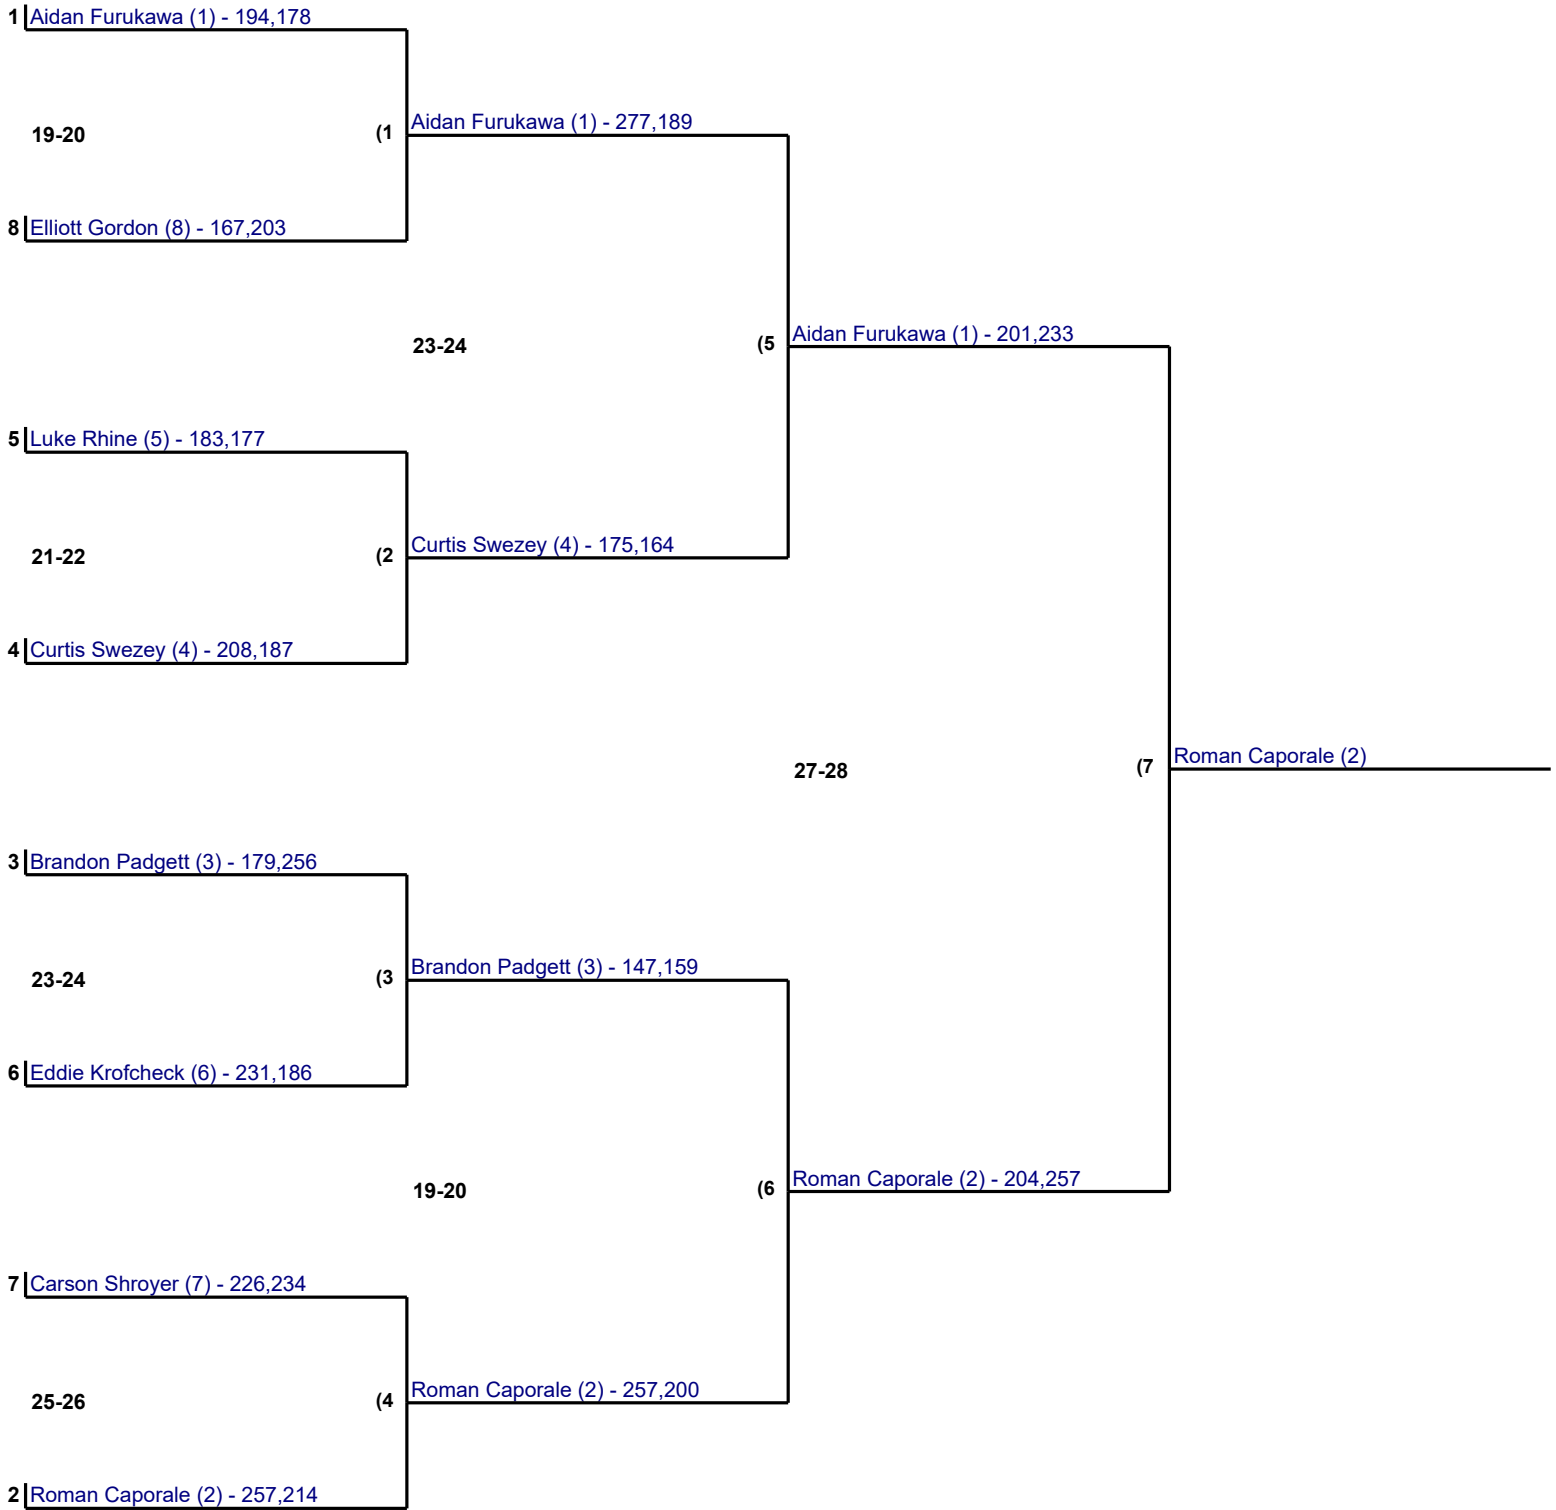 1 Aidan Furukawa (1) - 194,178
Aidan Furukawa (1) - 277,189
19-20 (1
8 Elliott Gordon (8) - 167,203
Aidan Furukawa (1) - 201,233
23-24 (5
5 Luke Rhine (5) - 183,177
Curtis Swezey (4) - 175,164
21-22 (2
4 Curtis Swezey (4) - 208,187
Roman Caporale (2)
27-28 (7
3 Brandon Padgett (3) - 179,256
Brandon Padgett (3) - 147,159
23-24 (3
6 Eddie Krofcheck (6) - 231,186
Roman Caporale (2) - 204,257
19-20 (6
7 Carson Shroyer (7) - 226,234
Roman Caporale (2) - 257,200
25-26 (4
2 Roman Caporale (2) - 257,214